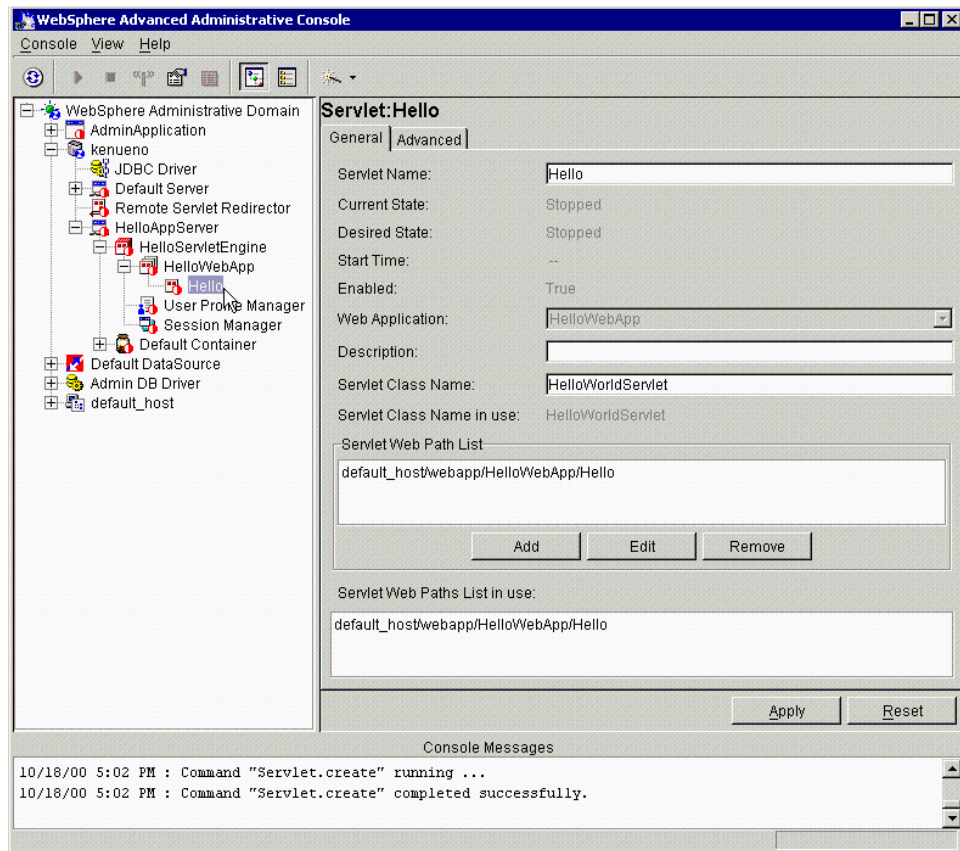 WebSphere Advanced Administrative Console
Console View Help
WebSphere Administrative Domain
AdminApplication
kenueno
JDBC Driver
Default Server
Remote Servlet Redirector
HelloAppServer
HelloServletEngine
HelloWebApp
Hello
User Profile Manager
Session Manager
Default Container
Default DataSource
Admin DB Driver
default_host
Servlet:Hello
General Advanced
Servlet Name: Hello
Current State: Stopped
Desired State: Stopped
Start Time: --
Enabled: True
Web Application: HelloWebApp
Description:
Servlet Class Name: HelloWorldServlet
Servlet Class Name in use: HelloWorldServlet
Servlet Web Path List
default_host/webapp/HelloWebApp/Hello
Add Edit Remove
Servlet Web Paths List in use:
default_host/webapp/HelloWebApp/Hello
Apply Reset
Console Messages
10/18/00 5:02 PM : Command "Servlet.create" running ...
10/18/00 5:02 PM : Command "Servlet.create" completed successfully.